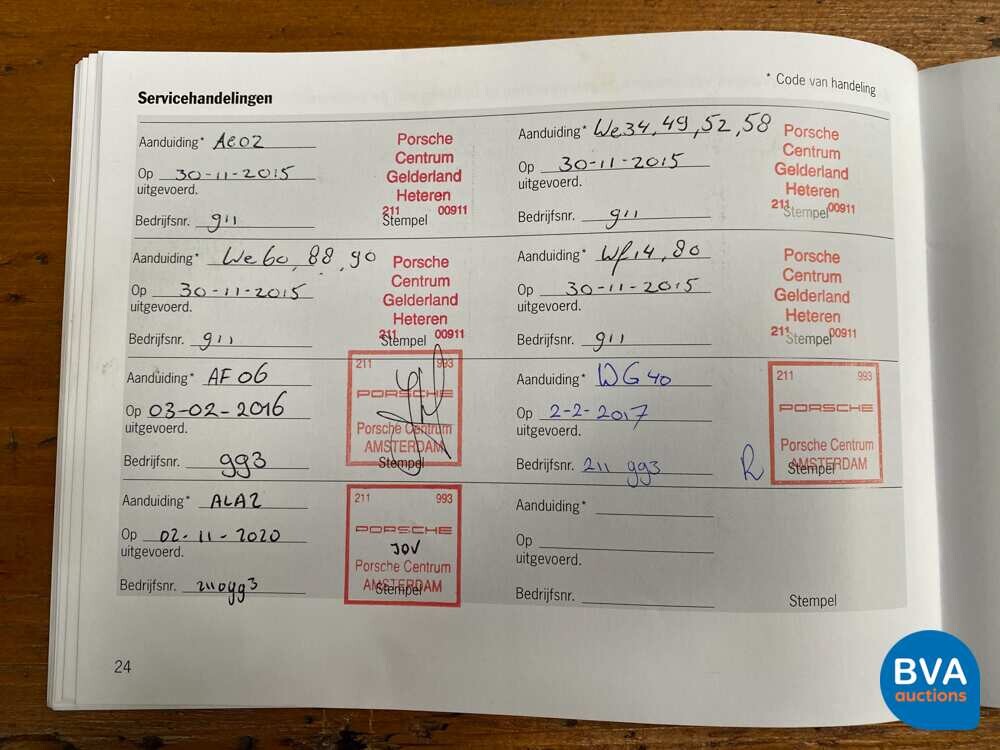 * Code van handeling
Servicehandelingen
Aanduiding* Ae02
Op 30-11-2015
uitgevoerd.
Bedrijfsnr. 911
Porsche
Centrum
Gelderland
Heteren
211 00911
Stempel
Aanduiding* We34, 49, 52, 58
Op 30-11-2015
uitgevoerd.
Bedrijfsnr. 911
Porsche
Centrum
Gelderland
Heteren
211 00911
Stempel
Aanduiding* We60, 88, 90
Op 30-11-2015
uitgevoerd.
Bedrijfsnr. 911
Porsche
Centrum
Gelderland
Heteren
211 00911
Stempel
Aanduiding* Wf14, 80
Op 30-11-2015
uitgevoerd.
Bedrijfsnr. 911
Porsche
Centrum
Gelderland
Heteren
211 00911
Stempel
Aanduiding* AF06
Op 03-02-2016
uitgevoerd.
Bedrijfsnr. 993
211 993
PORSCHE
Porsche Centrum
AMSTERDAM
Stempel
Aanduiding* WG40
Op 2-2-2017
uitgevoerd.
Bedrijfsnr. 211 993
R
211 993
PORSCHE
Porsche Centrum
AMSTERDAM
Stempel
Aanduiding* ALA2
Op 02-11-2020
uitgevoerd.
Bedrijfsnr. 2110993
211 993
PORSCHE
JOV
Porsche Centrum
AMSTERDAM
Stempel
Aanduiding*
Op
uitgevoerd.
Bedrijfsnr.
Stempel
24
BVA
auctions